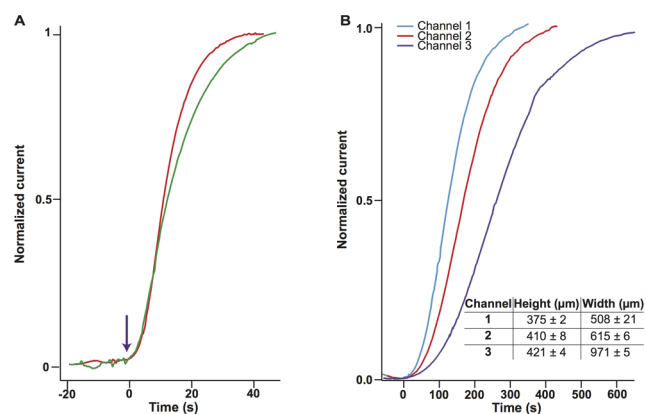 A
1
0.5
0
Normalized current
-20
0
20
40
Time (s)
B
Channel 1
Channel 2
Channel 3
1.0
0.5
0.0
Normalized current
0
100
200
300
400
500
600
Time (s)
Channel Height (µm) Width (µm)
1 375 ± 2 508 ± 21
2 410 ± 8 615 ± 6
3 421 ± 4 971 ± 5